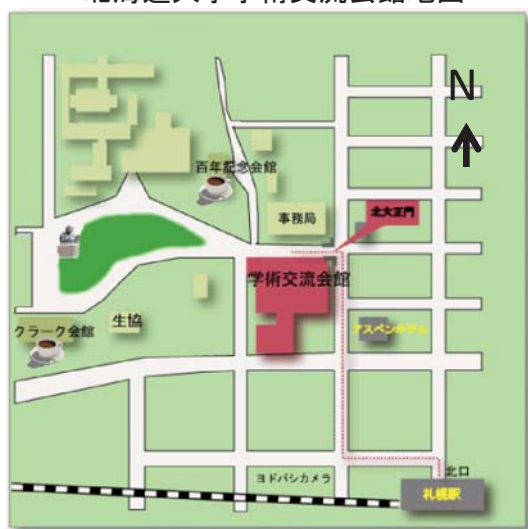 北海道大学学術交流会館地図
N
百年記念会館
事務局
北大正門
学術交流会館
クラーク会館
生協
アスペンホテル
ヨドバシカメラ
北口
札幌駅